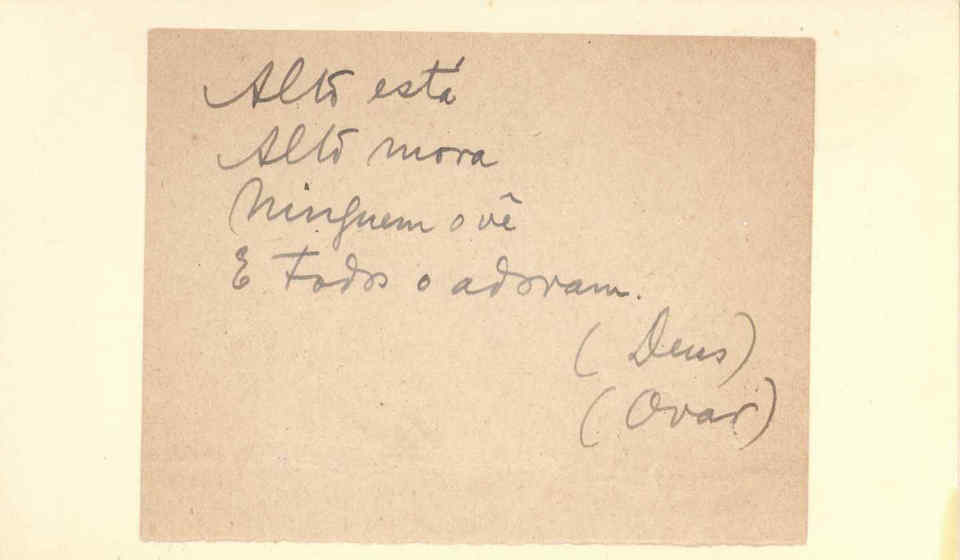 Alto está
Alto mora
Ninguem o vê
E todos o adoram.
(Deus)
(Ovar)